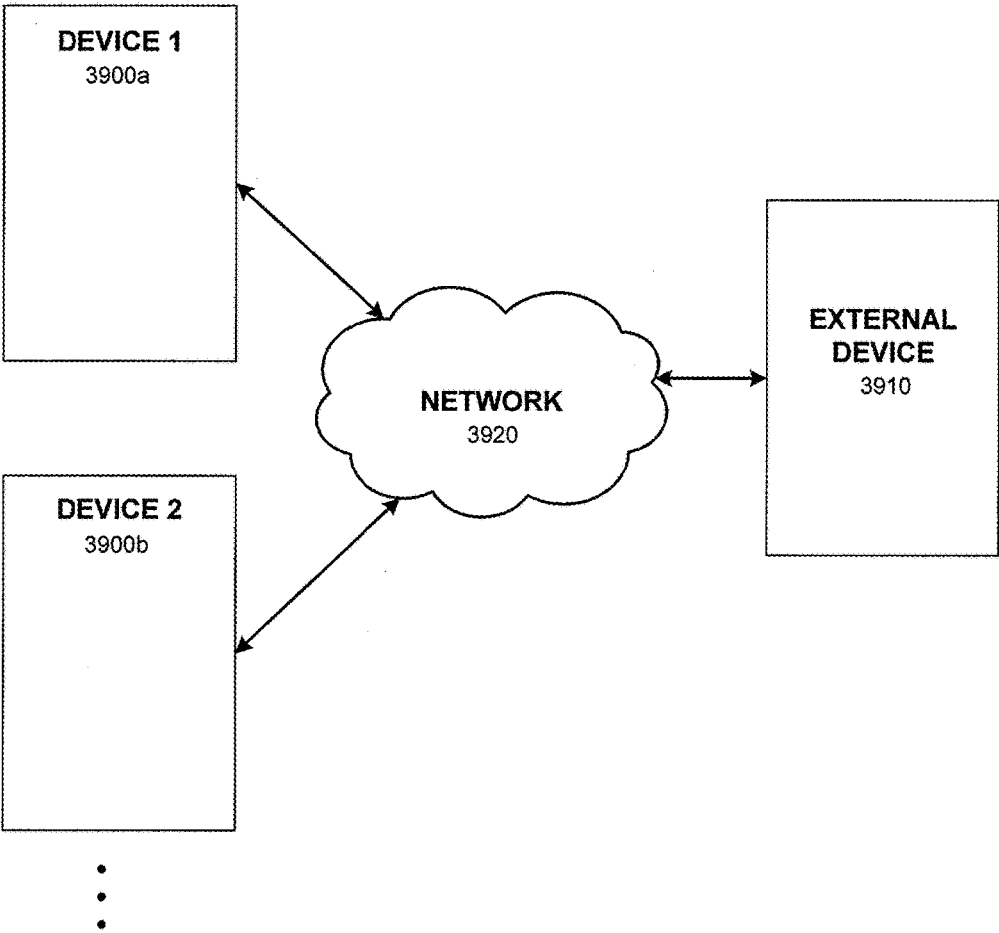 DEVICE 1
3900a
DEVICE 2
3900b
NETWORK
3920
EXTERNAL
DEVICE
3910